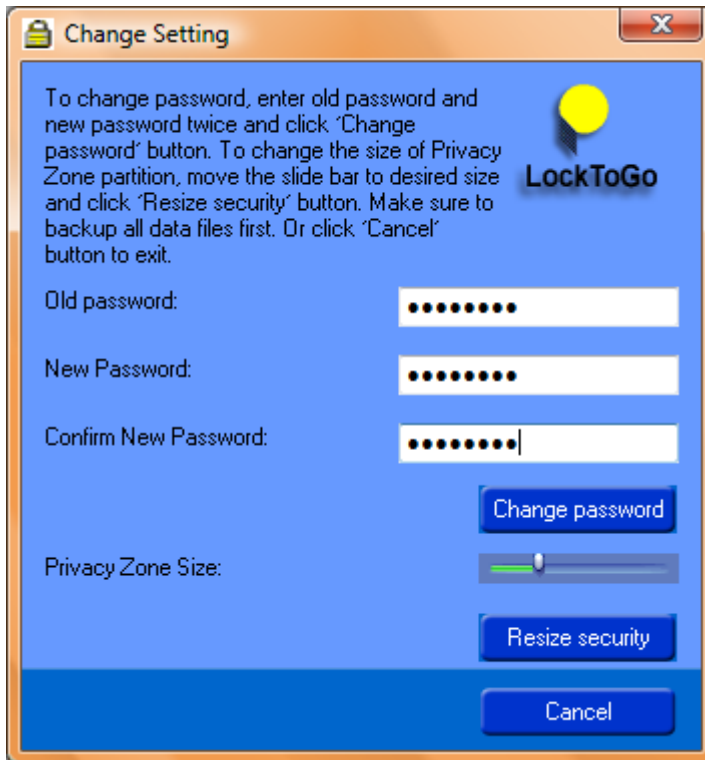 Change Setting
To change password, enter old password and
new password twice and click ‘Change
password’ button. To change the size of Privacy
Zone partition, move the slide bar to desired size
and click ‘Resize security’ button. Make sure to
backup all data files first. Or click ‘Cancel’
button to exit.
LockToGo
Old password:
New Password:
Confirm New Password:
Change password
Privacy Zone Size:
Resize security
Cancel